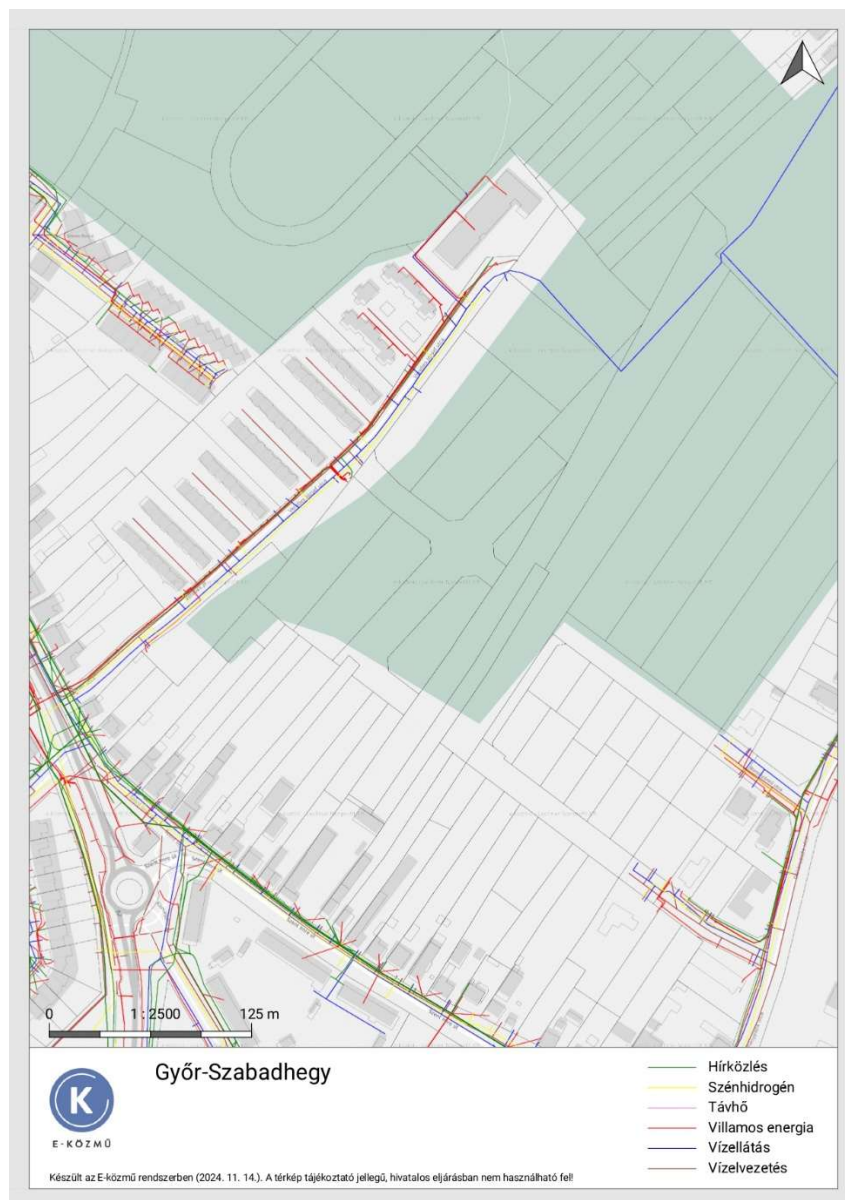 0 1 : 2500 125 m
Győr-Szabadhegy
K
E-KÖZMŰ
Hírközlés
Szénhidrogén
Távhő
Villamos energia
Vízellátás
Vízelvezetés
Készült az E-közmű rendszerben (2024. 11. 14.). A térkép tájékoztató jellegű, hivatalos eljárásban nem használható fel!